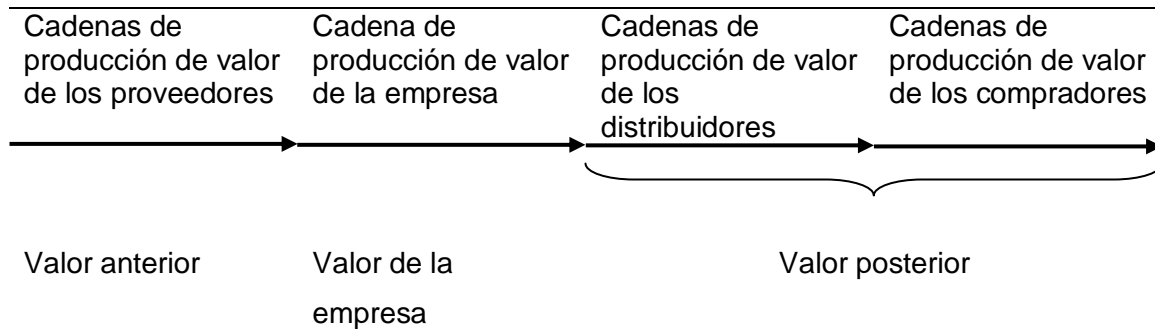 Cadenas de
producción de valor
de los proveedores
Cadena de
producción de valor
de la empresa
Cadenas de
producción de valor
de los
distribuidores
Cadenas de
producción de valor
de los compradores
Valor anterior
Valor de la
empresa
Valor posterior